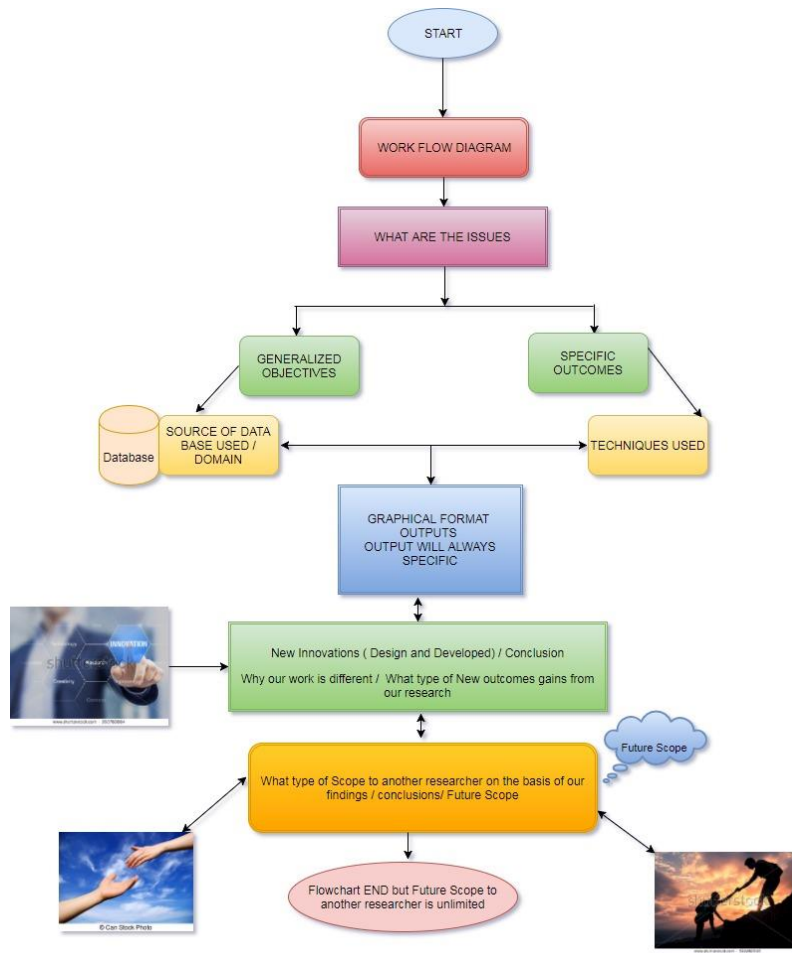 START
WORK FLOW DIAGRAM
WHAT ARE THE ISSUES
GENERALIZED
OBJECTIVES
SPECIFIC
OUTCOMES
Database
SOURCE OF DATA
BASE USED /
DOMAIN
TECHNIQUES USED
GRAPHICAL FORMAT
OUTPUTS
OUTPUT WILL ALWAYS
SPECIFIC
INNOVATION
Research
New Innovations ( Design and Developed) / Conclusion
Why our work is different / What type of New outcomes gains from
our research
Future Scope
What type of Scope to another researcher on the basis of our
findings / conclusions/ Future Scope
© Can Stock Photo
Flowchart END but Future Scope to
another researcher is unlimited